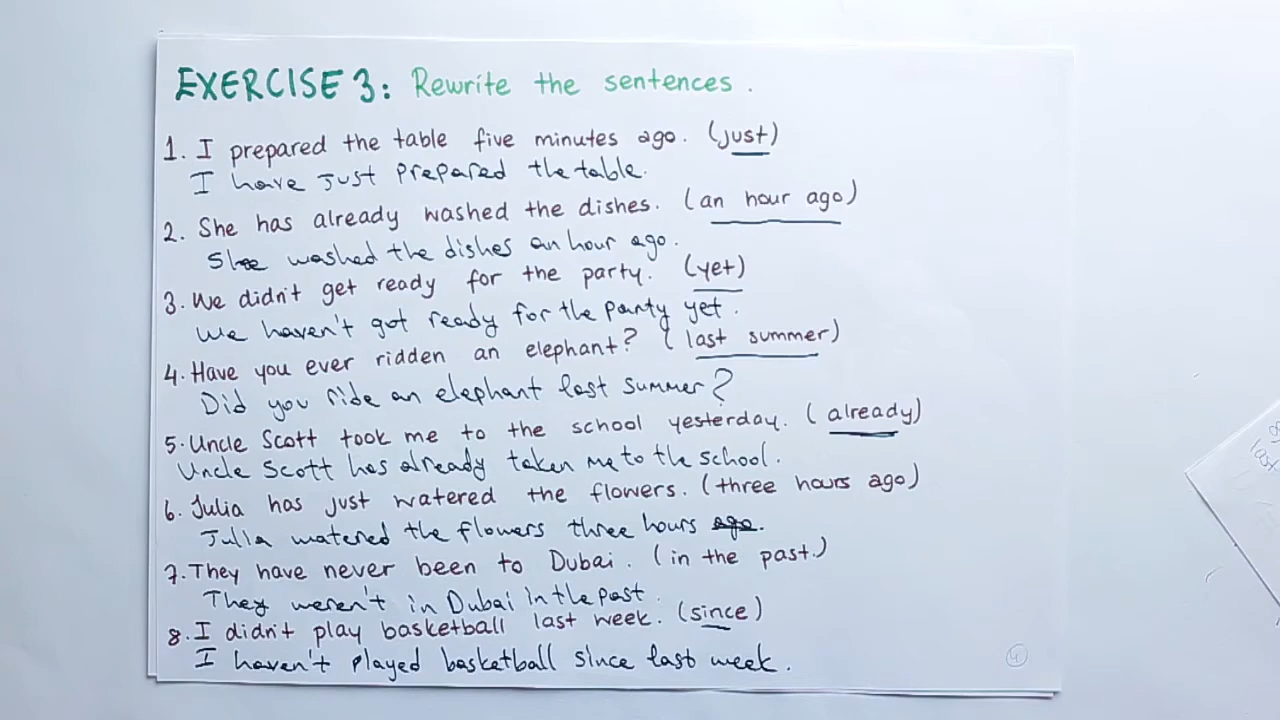 EXERCISE 3: Rewrite the sentences.
1. I prepared the table five minutes ago. (just)
I have just prepared the table.
2. She has already washed the dishes. (an hour ago)
She washed the dishes an hour ago.
3. We didn't get ready for the party. (yet)
We haven't got ready for the party yet.
4. Have you ever ridden an elephant? (last summer)
Did you ride an elephant last summer?
5. Uncle Scott took me to the school yesterday. (already)
Uncle Scott has already taken me to the school.
6. Julia has just watered the flowers. (three hours ago)
Julia watered the flowers three hours ago.
7. They have never been to Dubai. (in the past.)
They weren't in Dubai in the past.
8. I didn't play basketball last week. (since)
I haven't played basketball since last week.
4
last